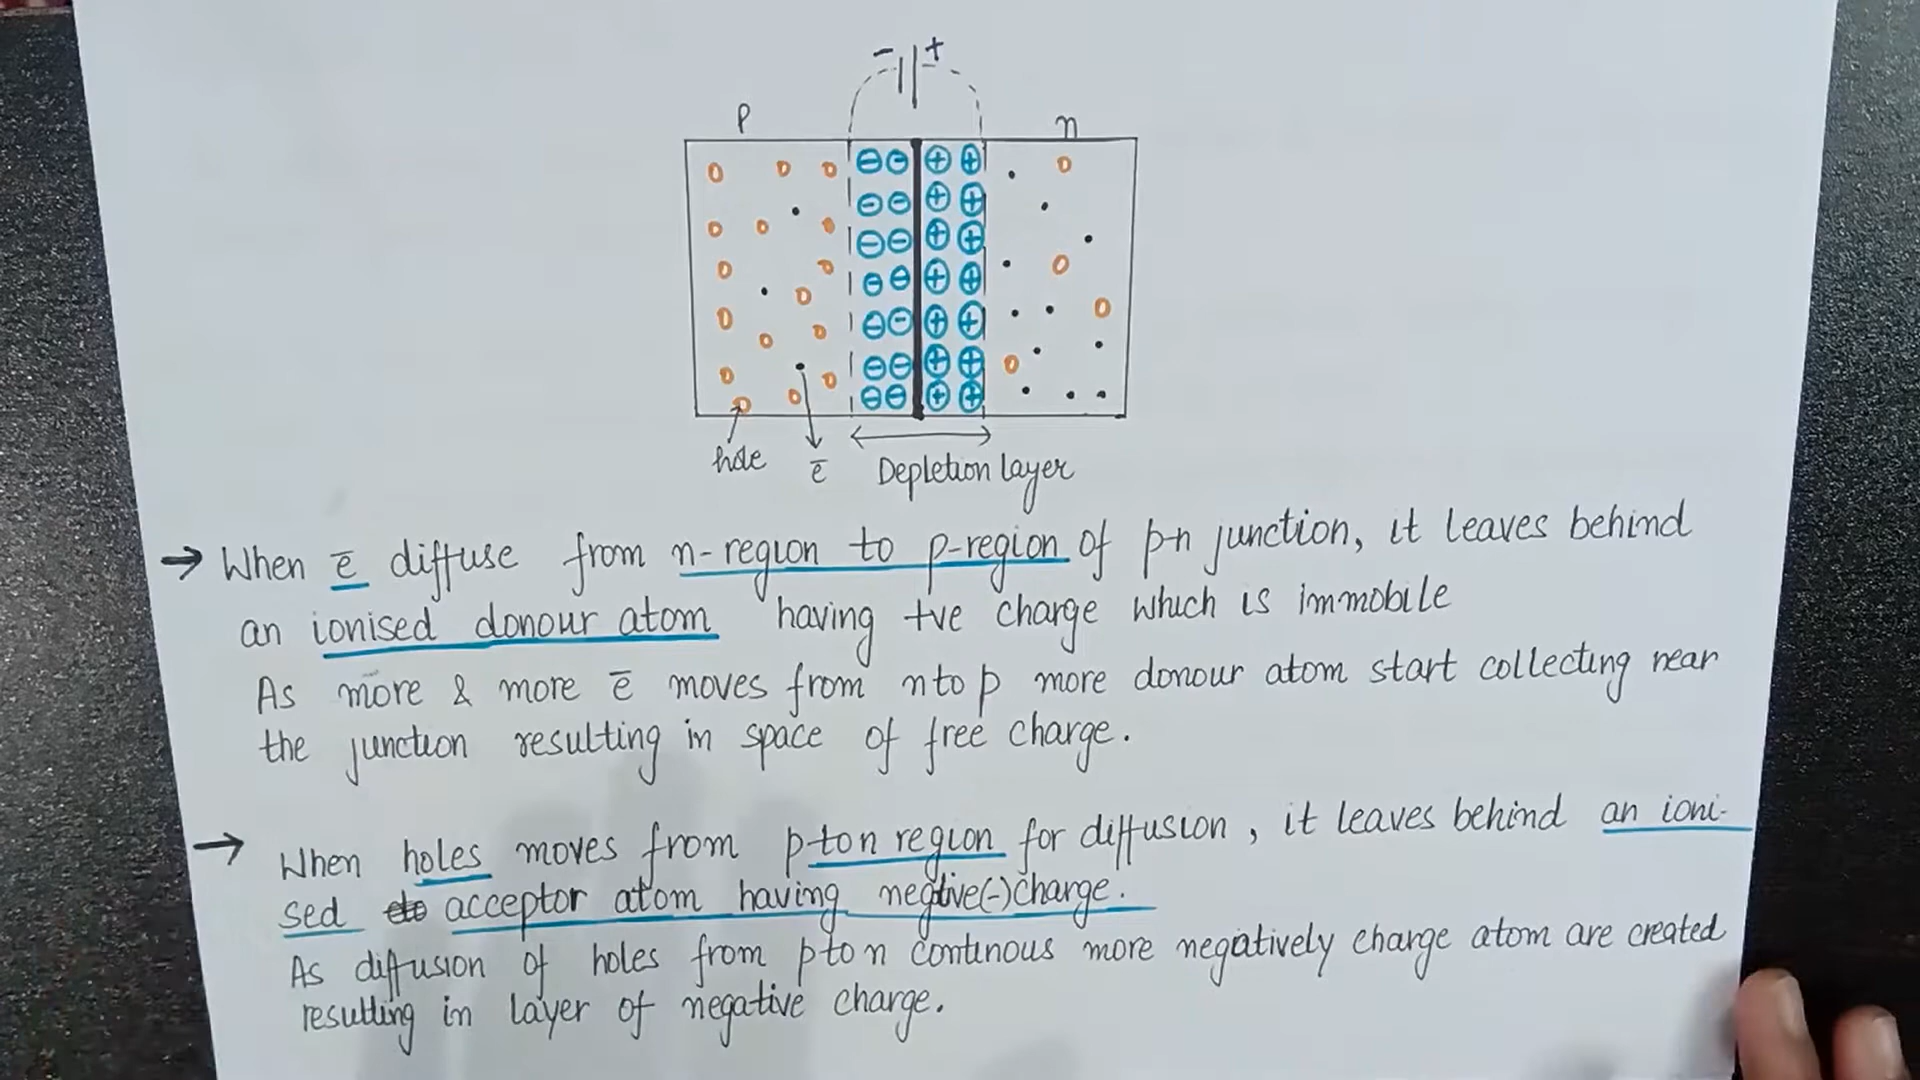 - +
p n
hole ē Depletion layer
→ When ē diffuse from n-region to p-region of p-n junction, it leaves behind
an ionised donour atom having +ve charge which is immobile
As more & more ē moves from n to p more donour atom start collecting near
the junction resulting in space of free charge.
→ When holes moves from p to n region for diffusion, it leaves behind an ioni-
sed acceptor atom having negtive(-) charge.
As diffusion of holes from p to n continous more negatively charge atom are created
resulting in layer of negative charge.